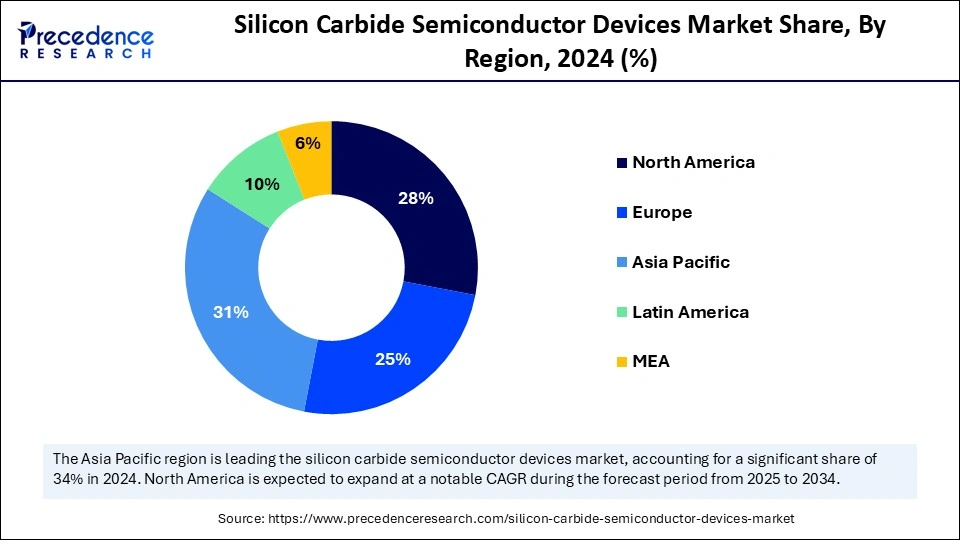 Precedence
RESEARCH
Silicon Carbide Semiconductor Devices Market Share, By
Region, 2024 (%)
6%
28%
10%
31%
25%
North America
Europe
Asia Pacific
Latin America
MEA
The Asia Pacific region is leading the silicon carbide semiconductor devices market, accounting for a significant share of
34% in 2024. North America is expected to expand at a notable CAGR during the forecast period from 2025 to 2034.
Source: https://www.precedenceresearch.com/silicon-carbide-semiconductor-devices-market